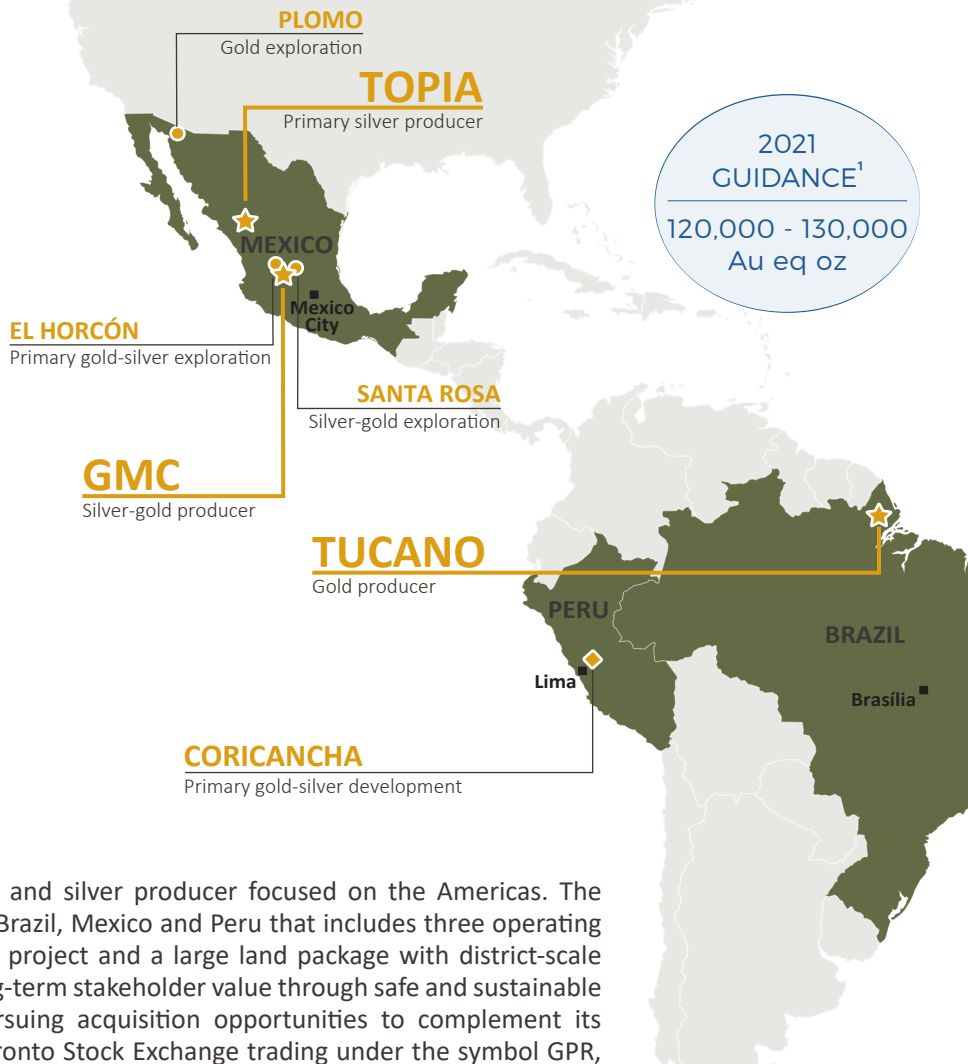 PLOMO
Gold exploration
TOPIA
Primary silver producer
2021
GUIDANCE¹
120,000 - 130,000
Au eq oz
MEXICO
Mexico
City
EL HORCÓN
Primary gold-silver exploration
SANTA ROSA
Silver-gold exploration
GMC
Silver-gold producer
TUCANO
Gold producer
PERU
BRAZIL
Lima
Brasília
CORICANCHA
Primary gold-silver development
and silver producer focused on the Americas. The
Brazil, Mexico and Peru that includes three operating
project and a large land package with district-scale
g-term stakeholder value through safe and sustainable
rsuing acquisition opportunities to complement its
ronto Stock Exchange trading under the symbol GPR,